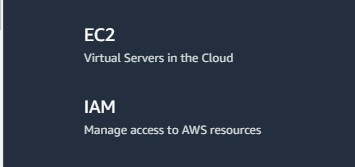 EC2
Virtual Servers in the Cloud
IAM
Manage access to AWS resources